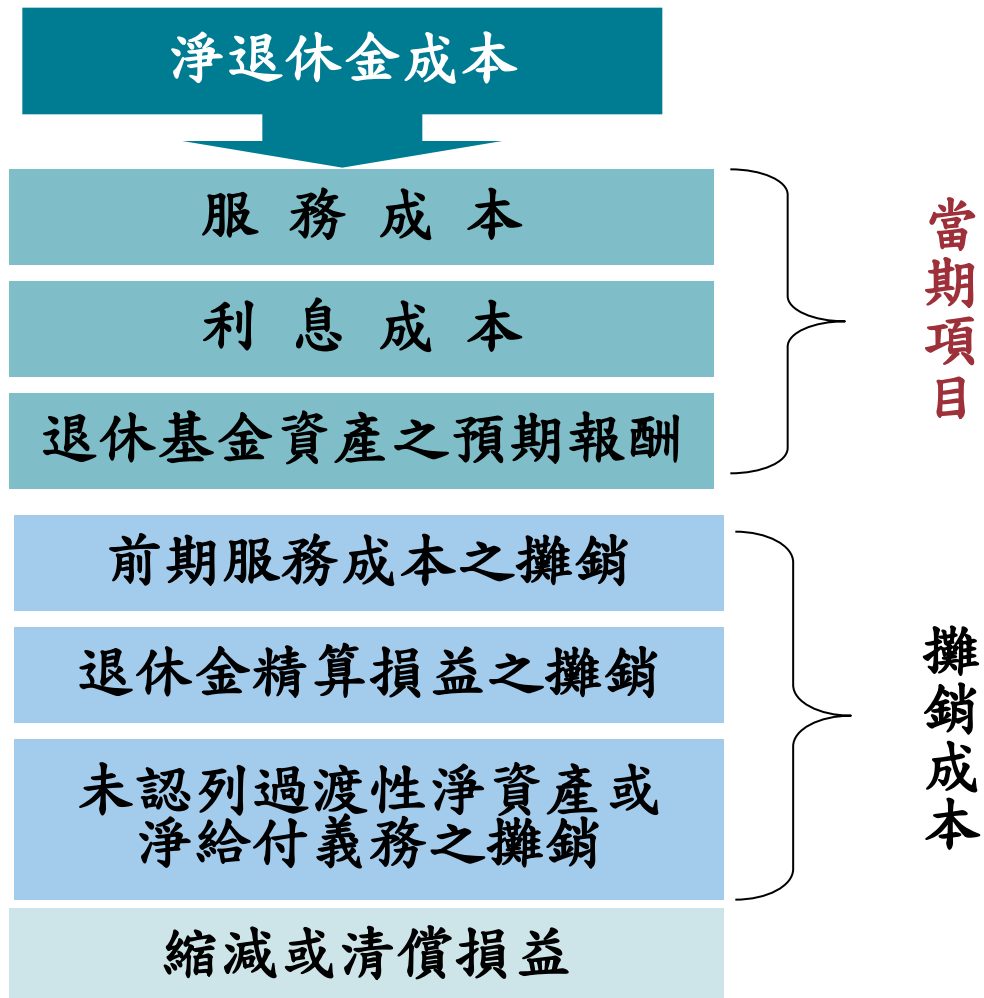 淨退休金成本
服務成本
利息成本
退休基金資產之預期報酬
當期項目
前期服務成本之攤銷
退休金精算損益之攤銷
未認列過渡性淨資產或
淨給付義務之攤銷
攤銷成本
縮減或清償損益